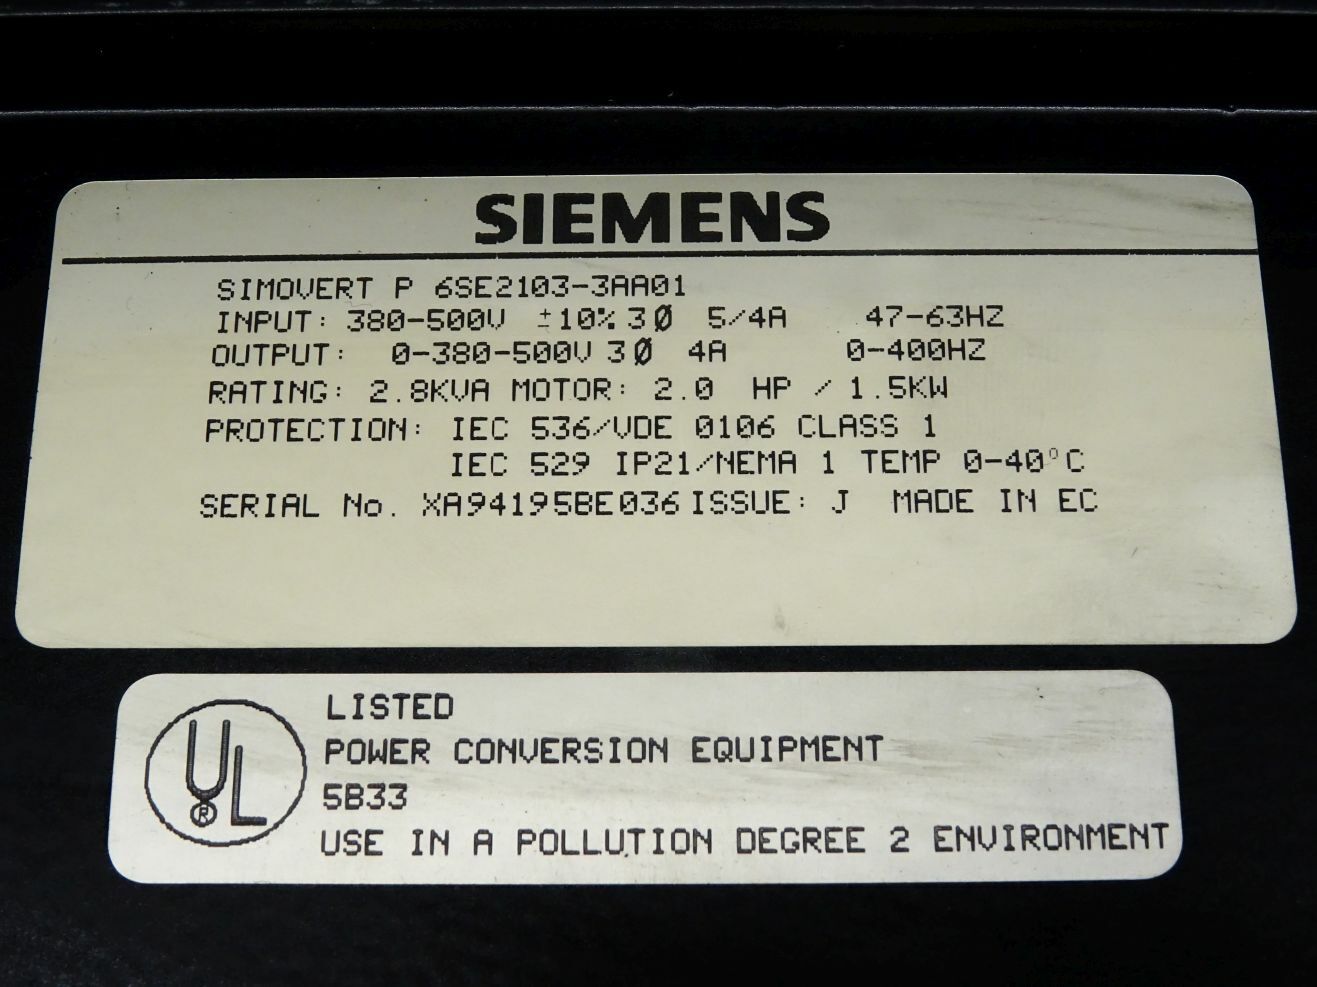 SIEMENS
SIMOVERT P 6SE2103-3AA01
INPUT: 380-500V ±10% 3Ø 5/4A 47-63HZ
OUTPUT: 0-380-500V 3Ø 4A 0-400HZ
RATING: 2.8KVA MOTOR: 2.0 HP / 1.5KW
PROTECTION: IEC 536/VDE 0106 CLASS 1
IEC 529 IP21/NEMA 1 TEMP 0-40°C
SERIAL No. XA94195BE036 ISSUE: J MADE IN EC
UL ®
LISTED
POWER CONVERSION EQUIPMENT
5B33
USE IN A POLLUTION DEGREE 2 ENVIRONMENT